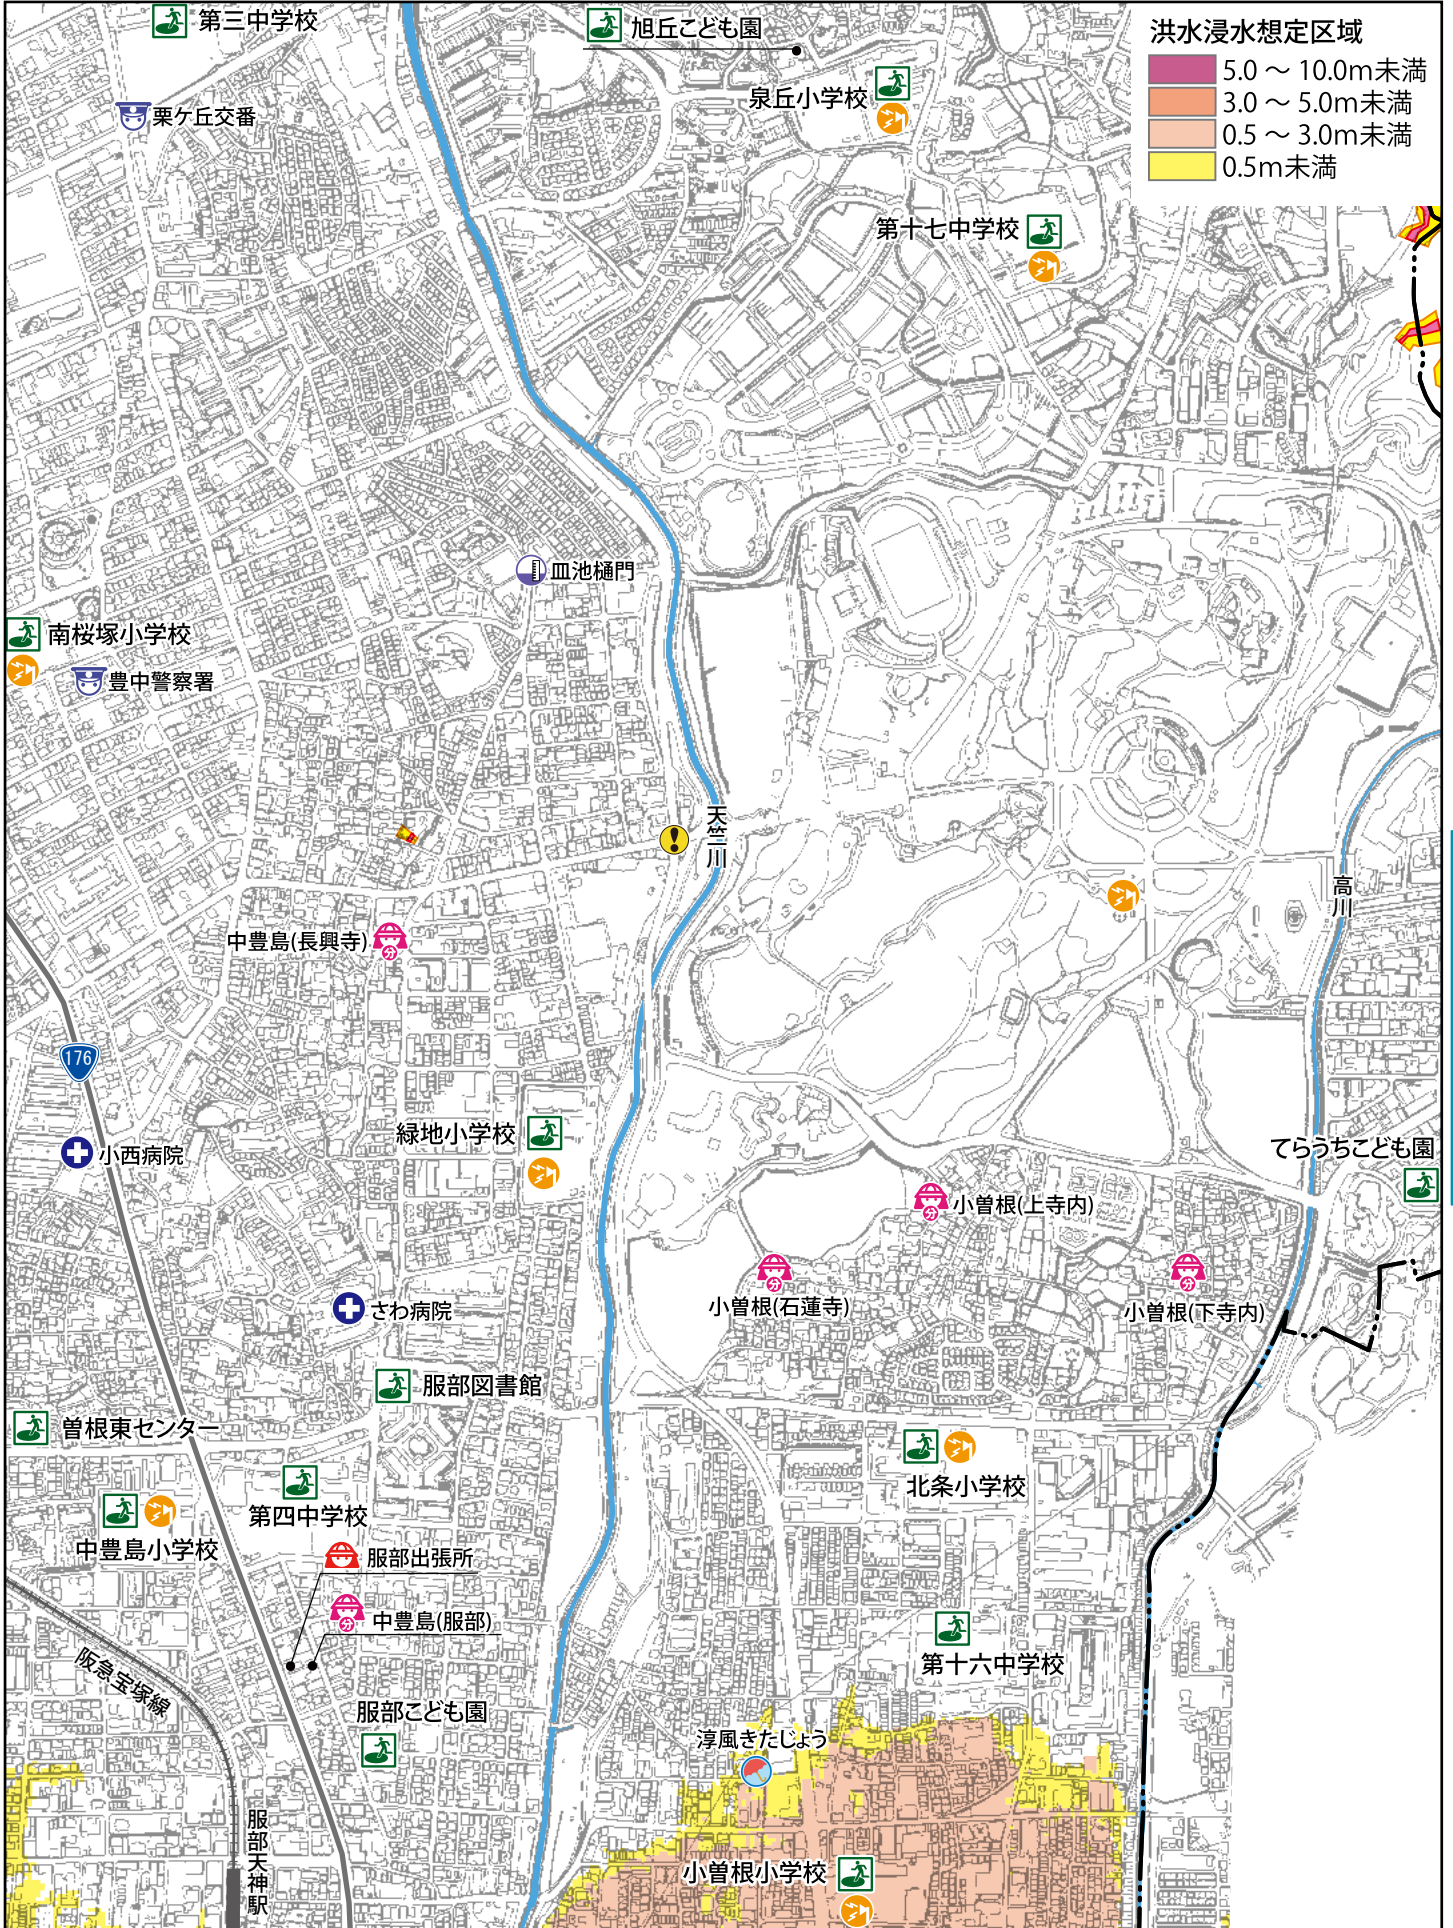 第三中学校
旭丘こども園
洪水浸水想定区域
5.0 ～ 10.0m未満
3.0 ～ 5.0m未満
0.5 ～ 3.0m未満
0.5m未満
泉丘小学校
栗ケ丘交番
第十七中学校
皿池樋門
南桜塚小学校
豊中警察署
天竺川
高川
中豊島(長興寺)
分
176
緑地小学校
小西病院
てらうちこども園
小曽根(上寺内)
分
小曽根(石蓮寺)
分
小曽根(下寺内)
分
さわ病院
服部図書館
曽根東センター
北条小学校
第四中学校
中豊島小学校
服部出張所
中豊島(服部)
分
第十六中学校
阪急宝塚線
服部こども園
淳風きたじょう
服部天神駅
小曽根小学校